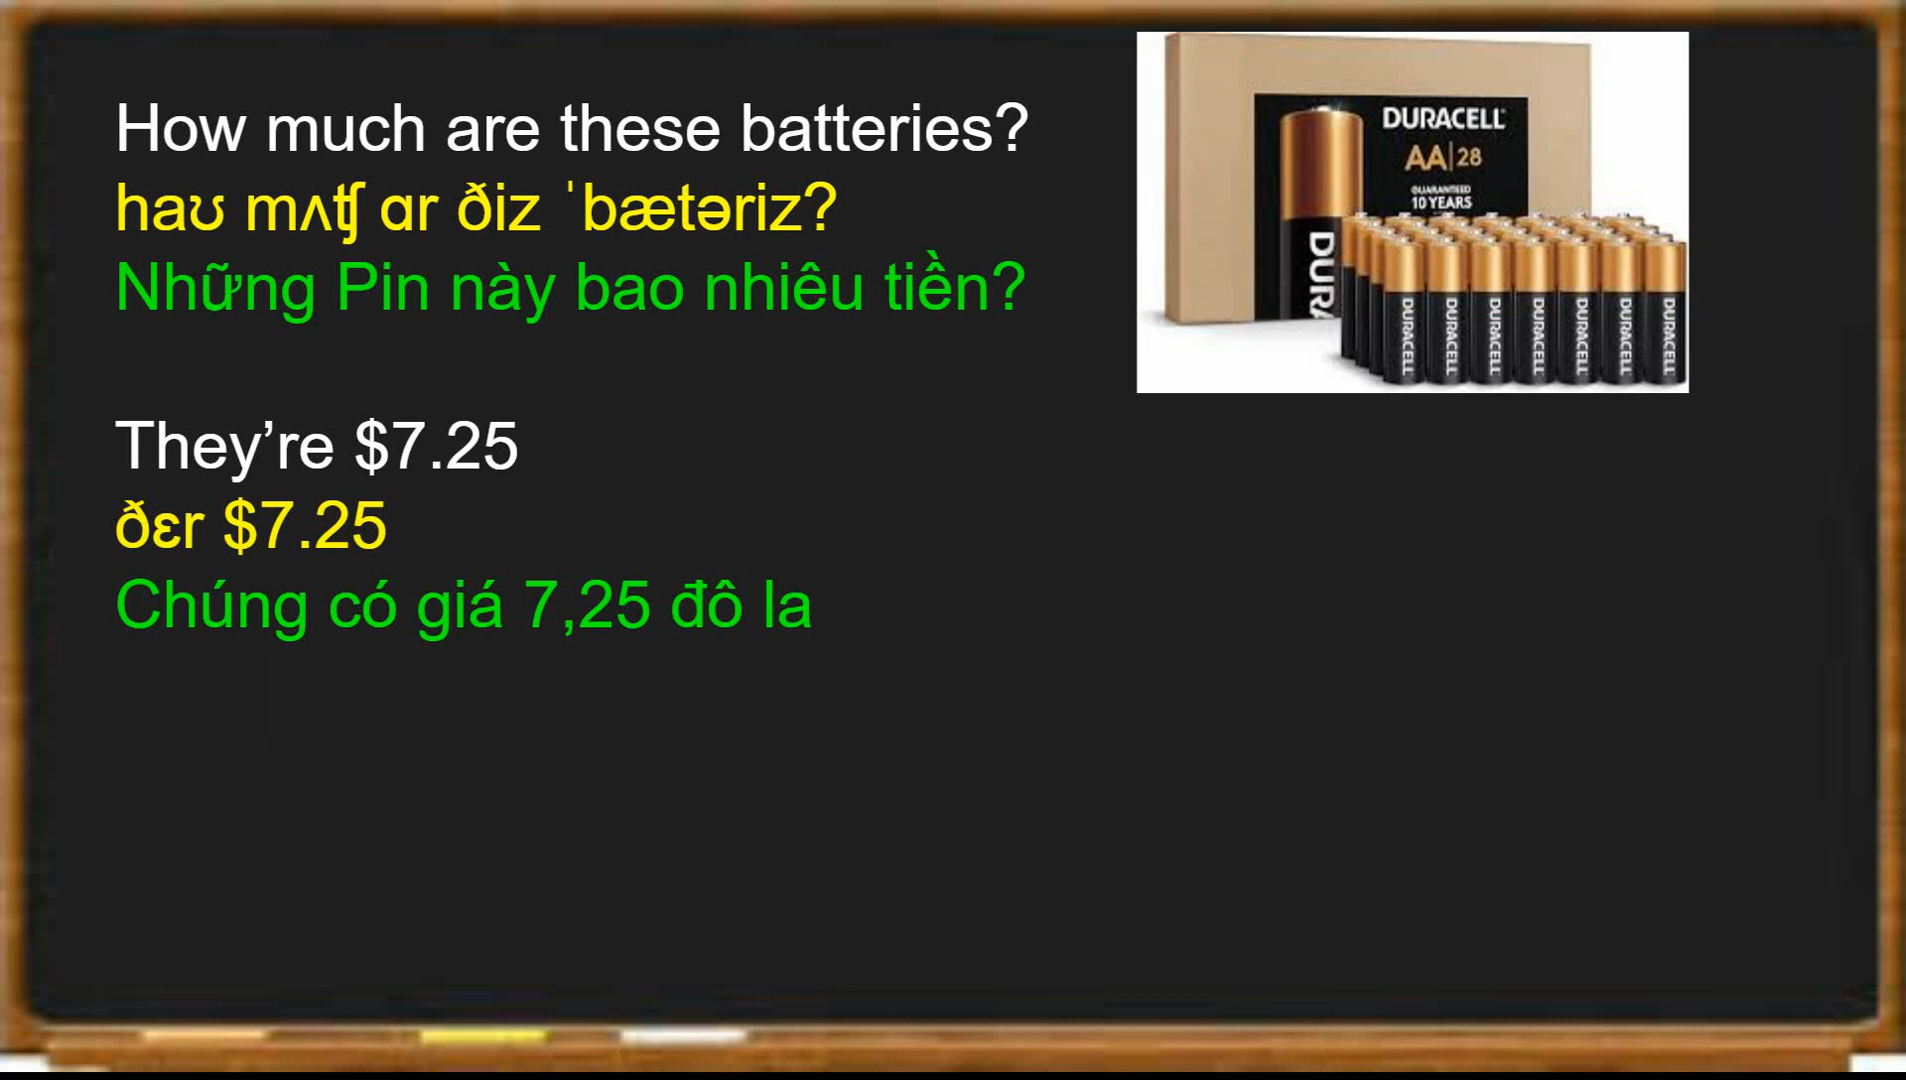 How much are these batteries?
haʊ mʌʧ ɑr ðiz ˈbætəriz?
Những Pin này bao nhiêu tiền?
They’re $7.25
ðɛr $7.25
Chúng có giá 7,25 đô la
DURACELL
AA|28
GUARANTEED
10 YEARS
DURA
DURACELL
DURACELL
DURACELL
DURACELL
DURACELL
DURACELL
DURACELL